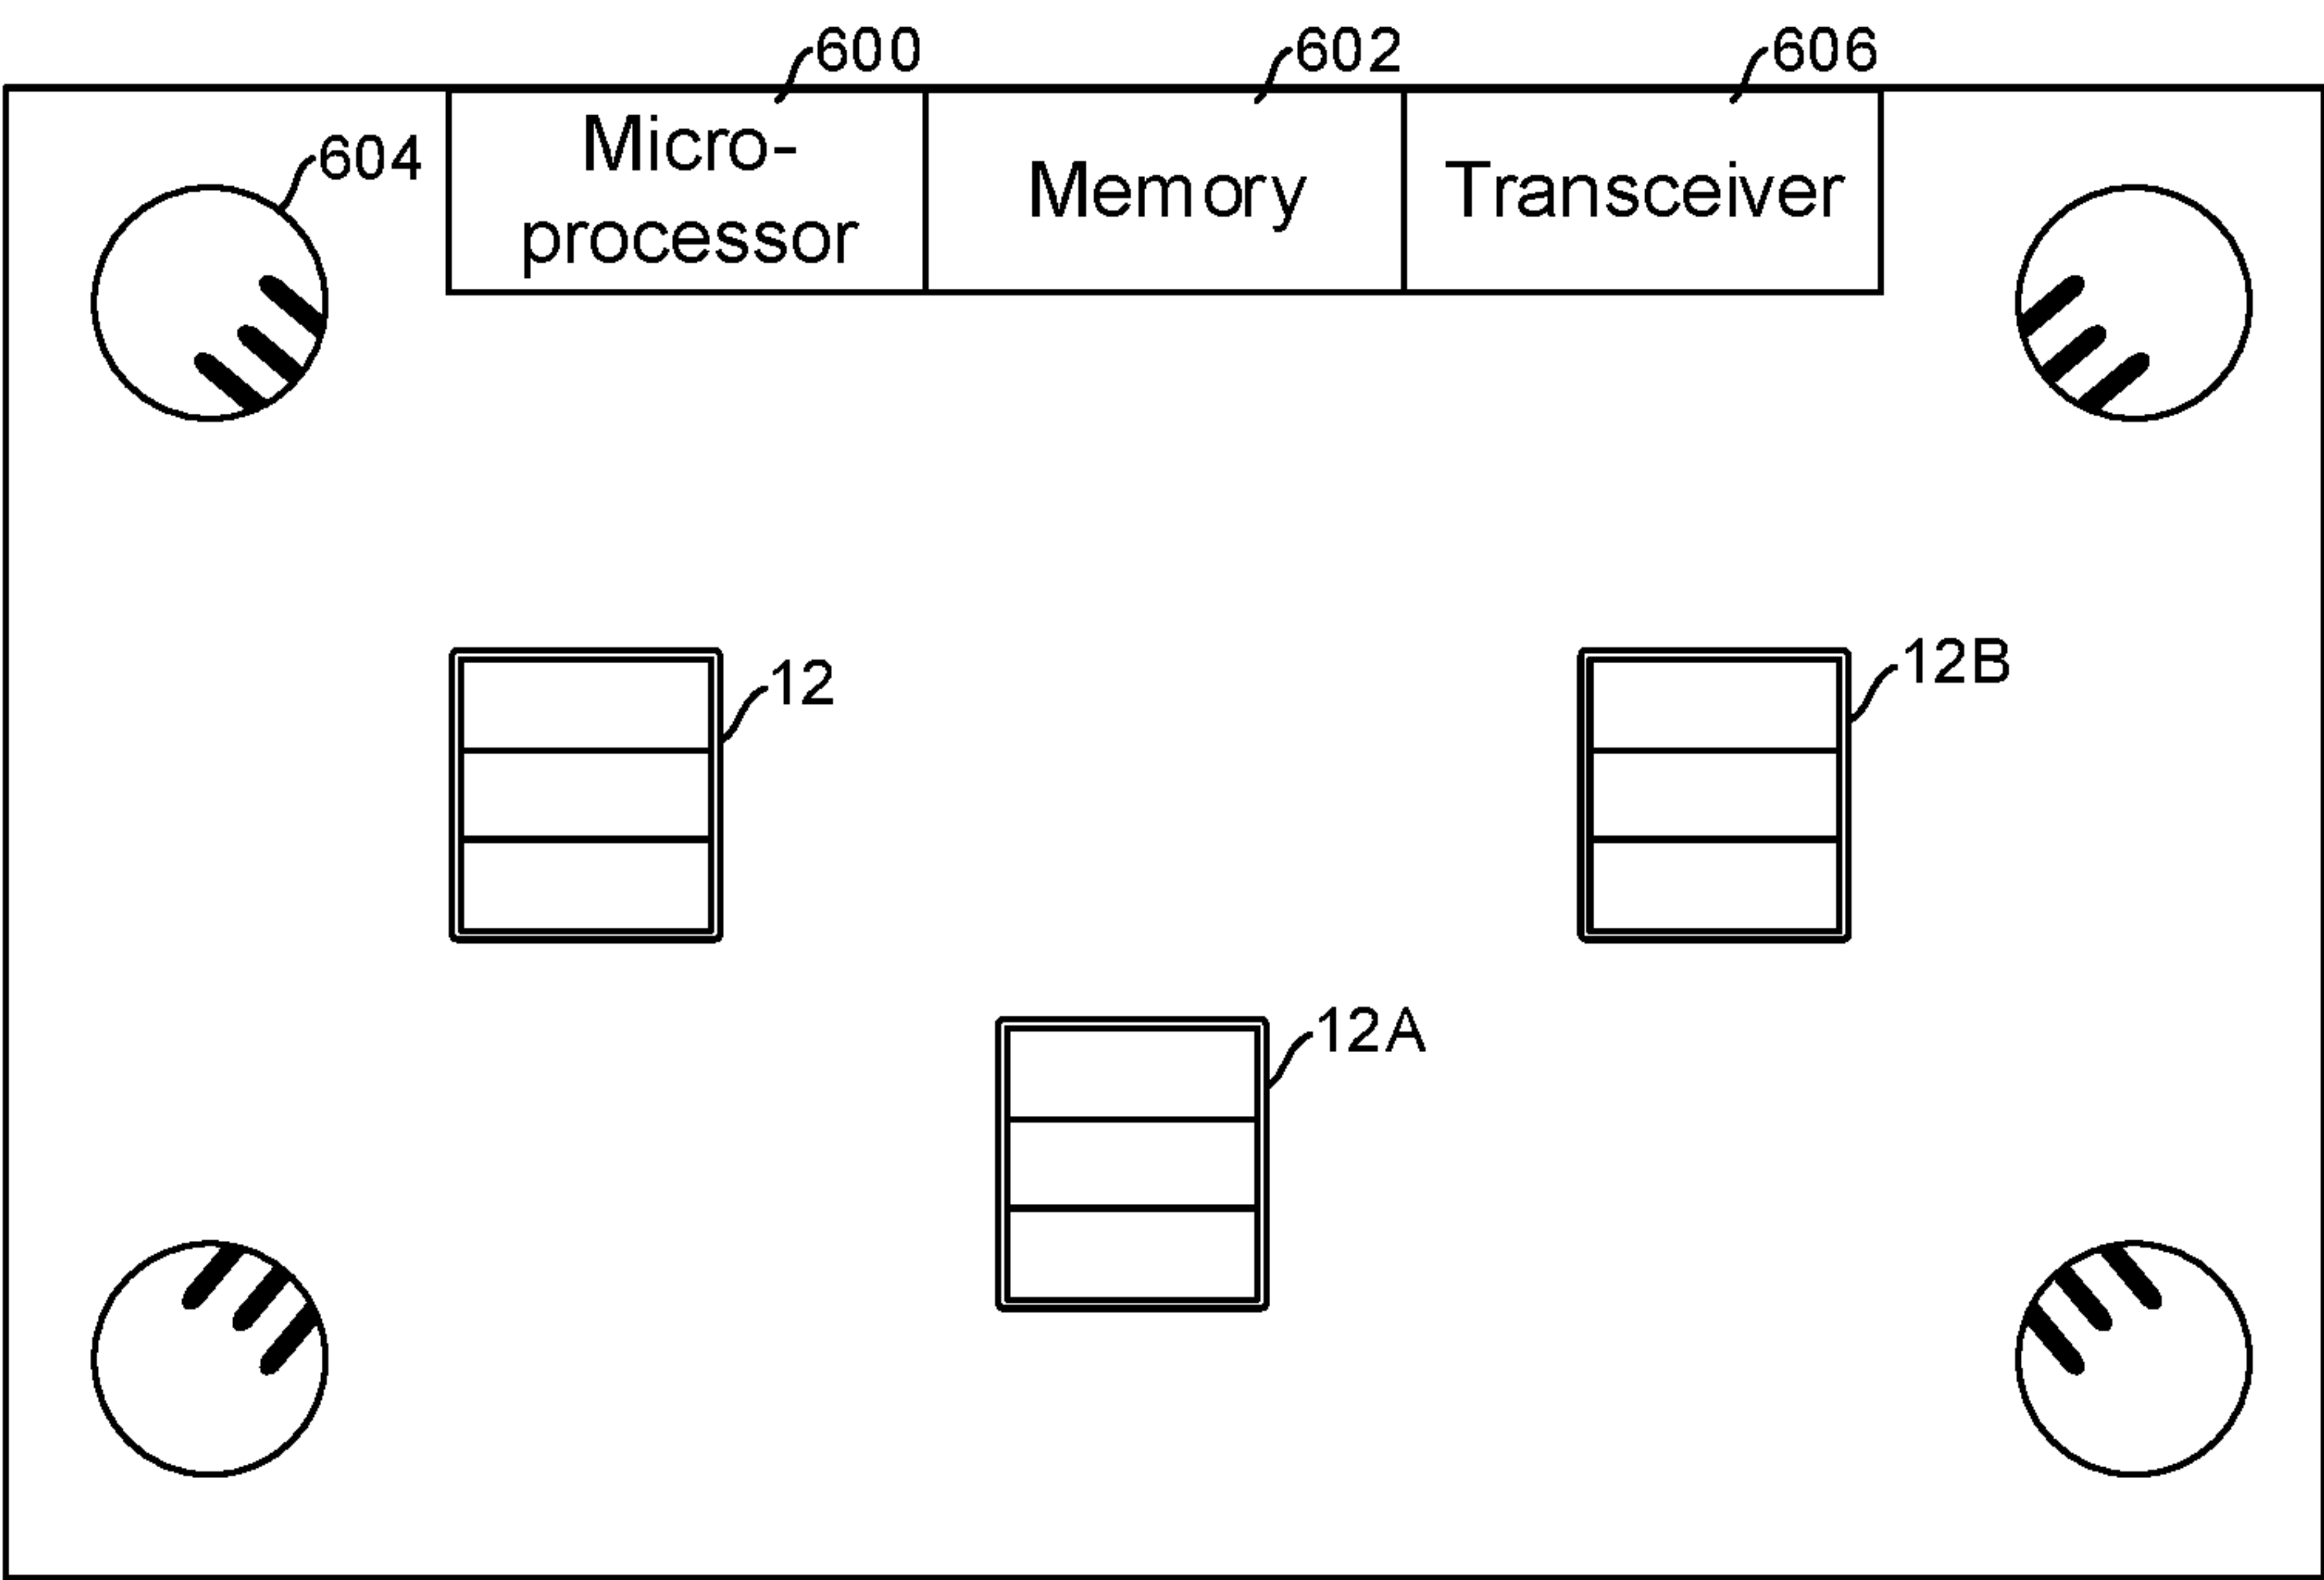 600
602
606
604
Micro-
processor
Memory
Transceiver
12
12B
12A